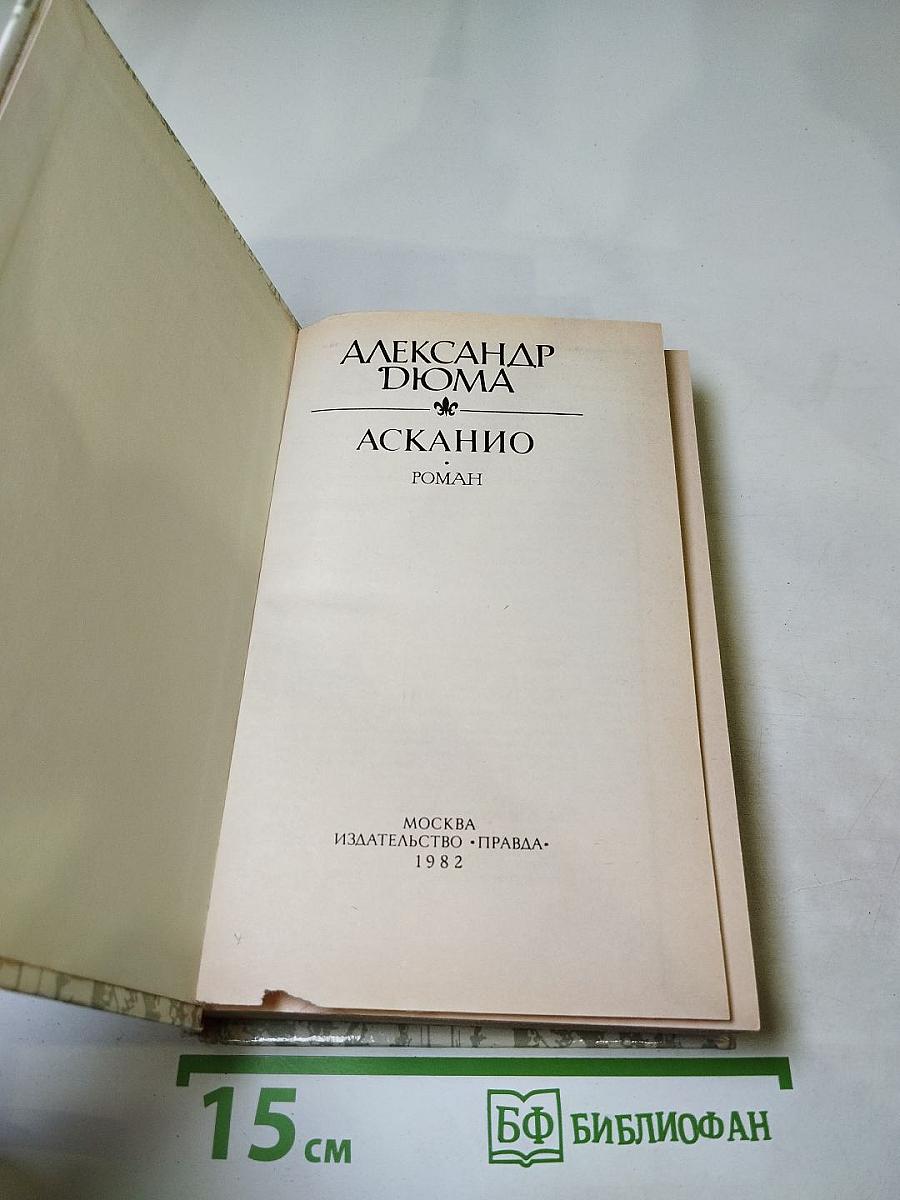 АЛЕКСАНДР
ДЮМА
АСКАНИО
РОМАН
МОСКВА
ИЗДАТЕЛЬСТВО «ПРАВДА»
1982
15 см
БФ БИБЛИОФАН